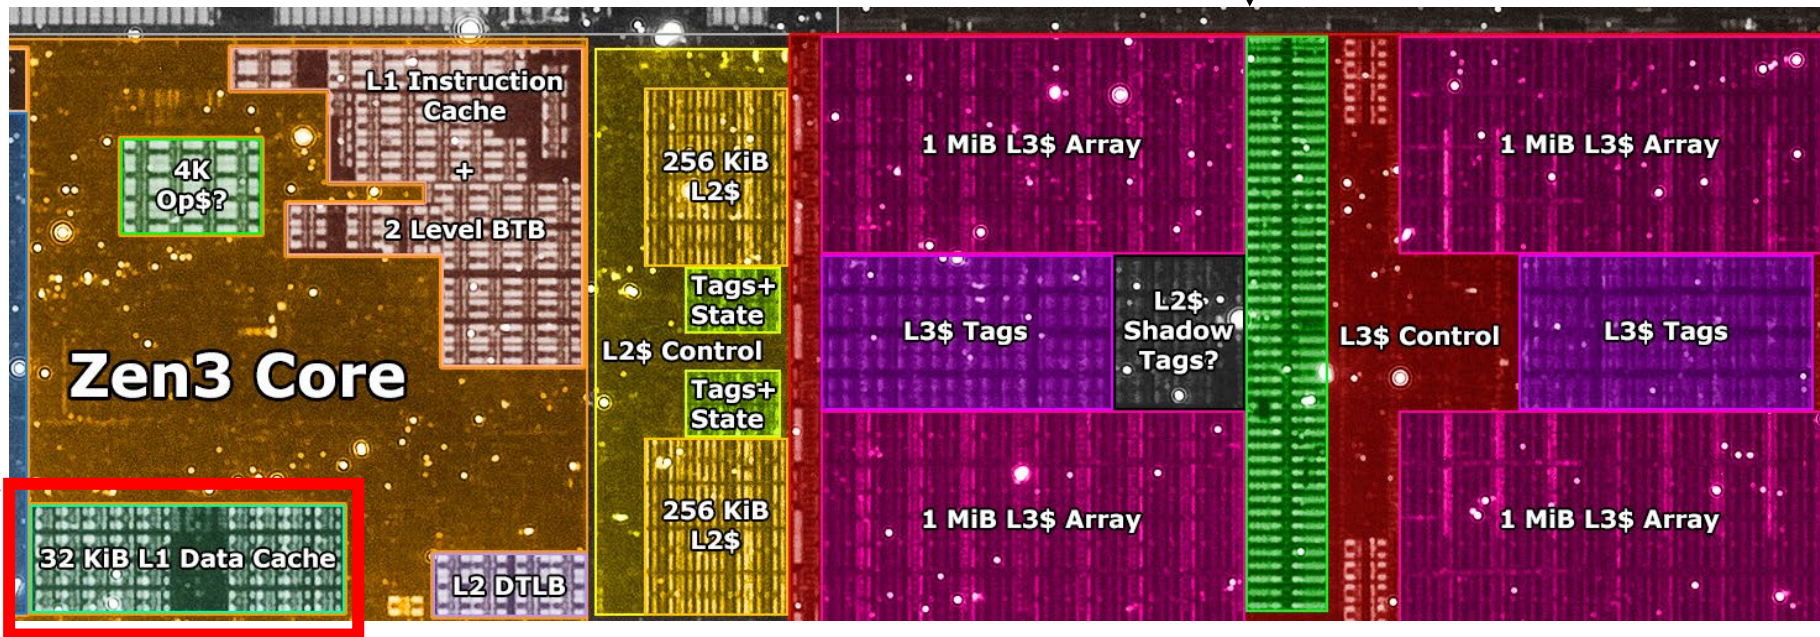 L1 Instruction
Cache
+
2 Level BTB
4K
Op$?
Zen3 Core
32 KiB L1 Data Cache
L2 DTLB
256 KiB
L2$
Tags+
State
L2$ Control
Tags+
State
256 KiB
L2$
1 MiB L3$ Array
L3$ Tags
L2$
Shadow
Tags?
1 MiB L3$ Array
L3$ Control
1 MiB L3$ Array
L3$ Tags
1 MiB L3$ Array